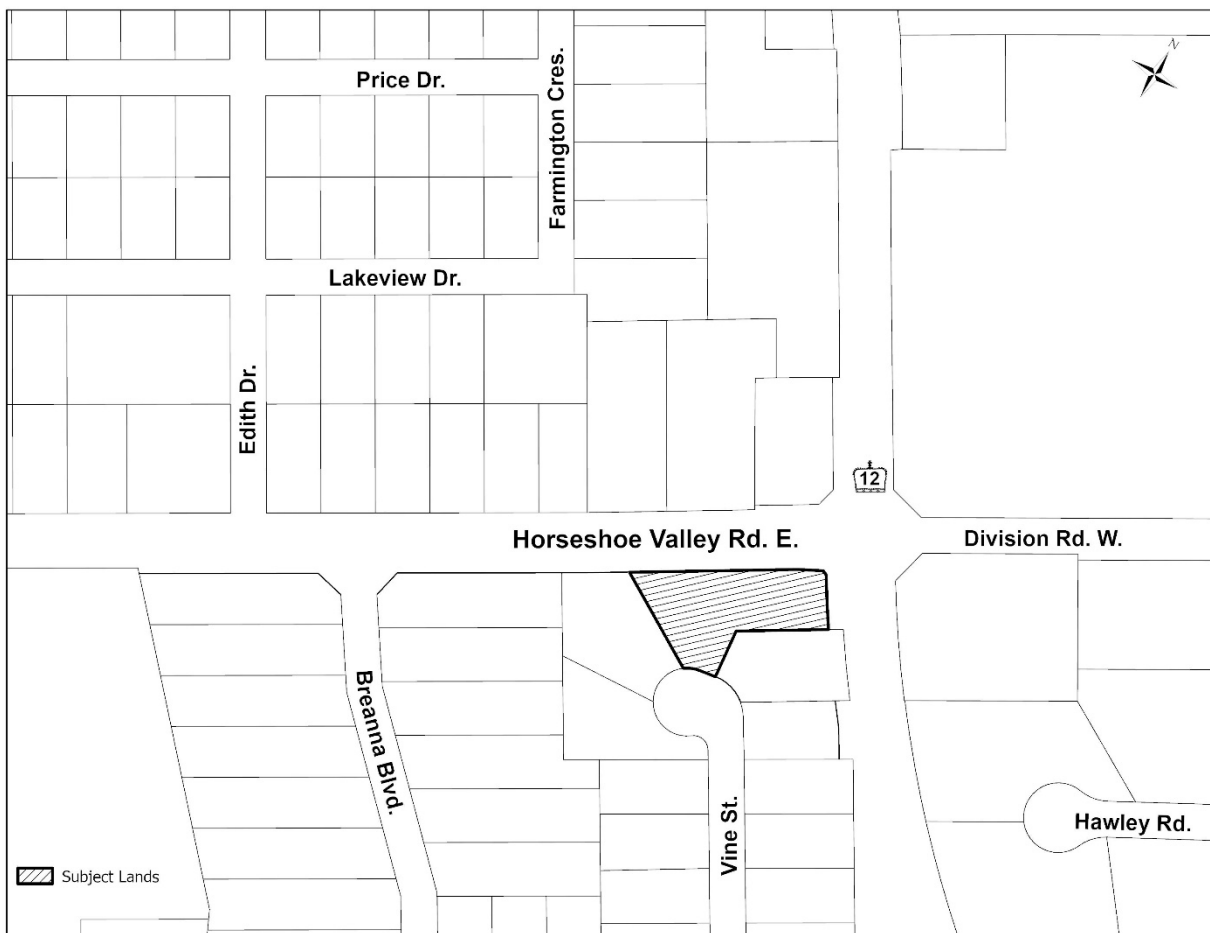 N
Price Dr.
Farmington Cres.
Lakeview Dr.
Edith Dr.
12
Horseshoe Valley Rd. E.
Division Rd. W.
Breanna Blvd.
Vine St.
Hawley Rd.
Subject Lands